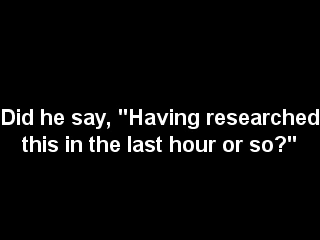 Did he say, "Having researched
this in the last hour or so?"